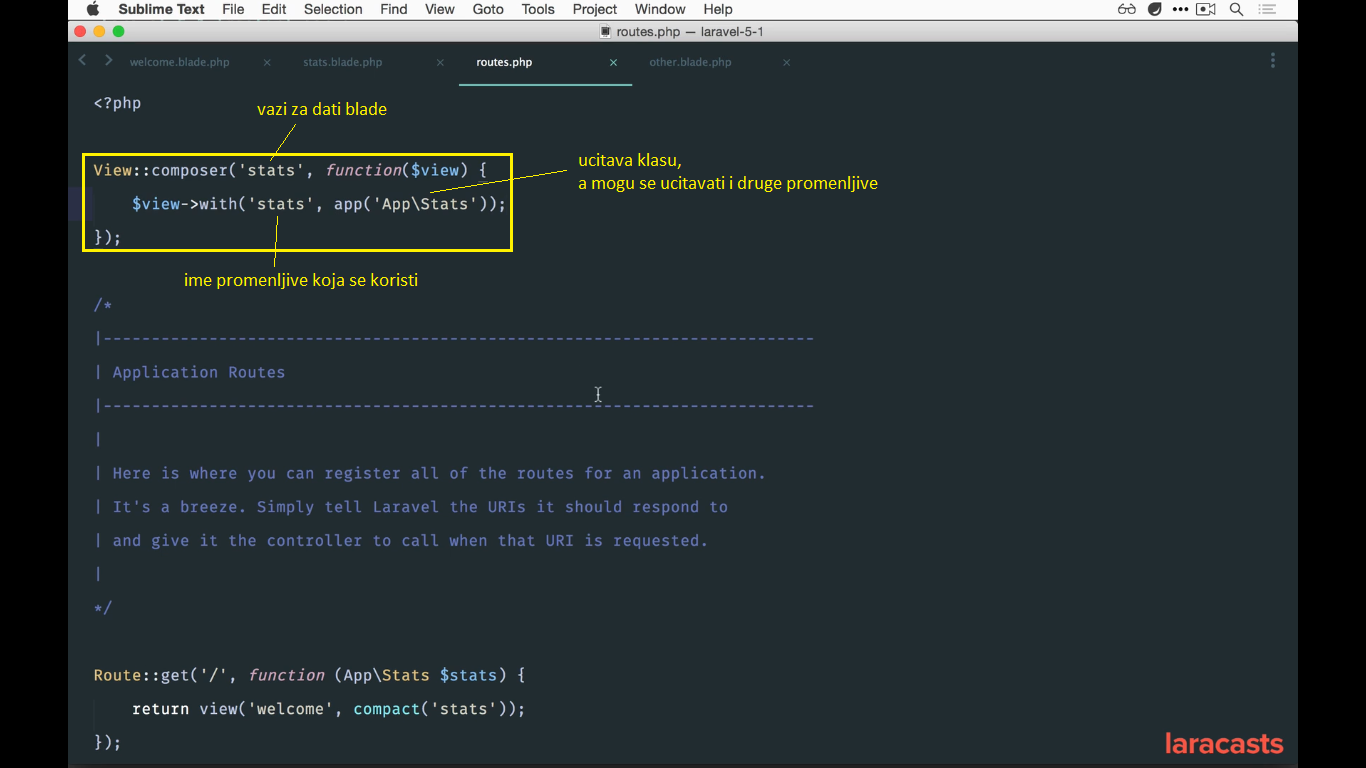 Sublime Text File Edit Selection Find View Goto Tools Project Window Help
routes.php — laravel-5-1
welcome.blade.php stats.blade.php routes.php other.blade.php
<?php
vazi za dati blade
View::composer('stats', function($view) {
ucitava klasu,
a mogu se ucitavati i druge promenljive
$view->with('stats', app('App\Stats'));
});
ime promenljive koja se koristi
/*
|--------------------------------------------------------------------------
| Application Routes
|--------------------------------------------------------------------------
|
| Here is where you can register all of the routes for an application.
| It's a breeze. Simply tell Laravel the URIs it should respond to
| and give it the controller to call when that URI is requested.
|
*/
Route::get('/', function (App\Stats $stats) {
return view('welcome', compact('stats'));
});
laracasts